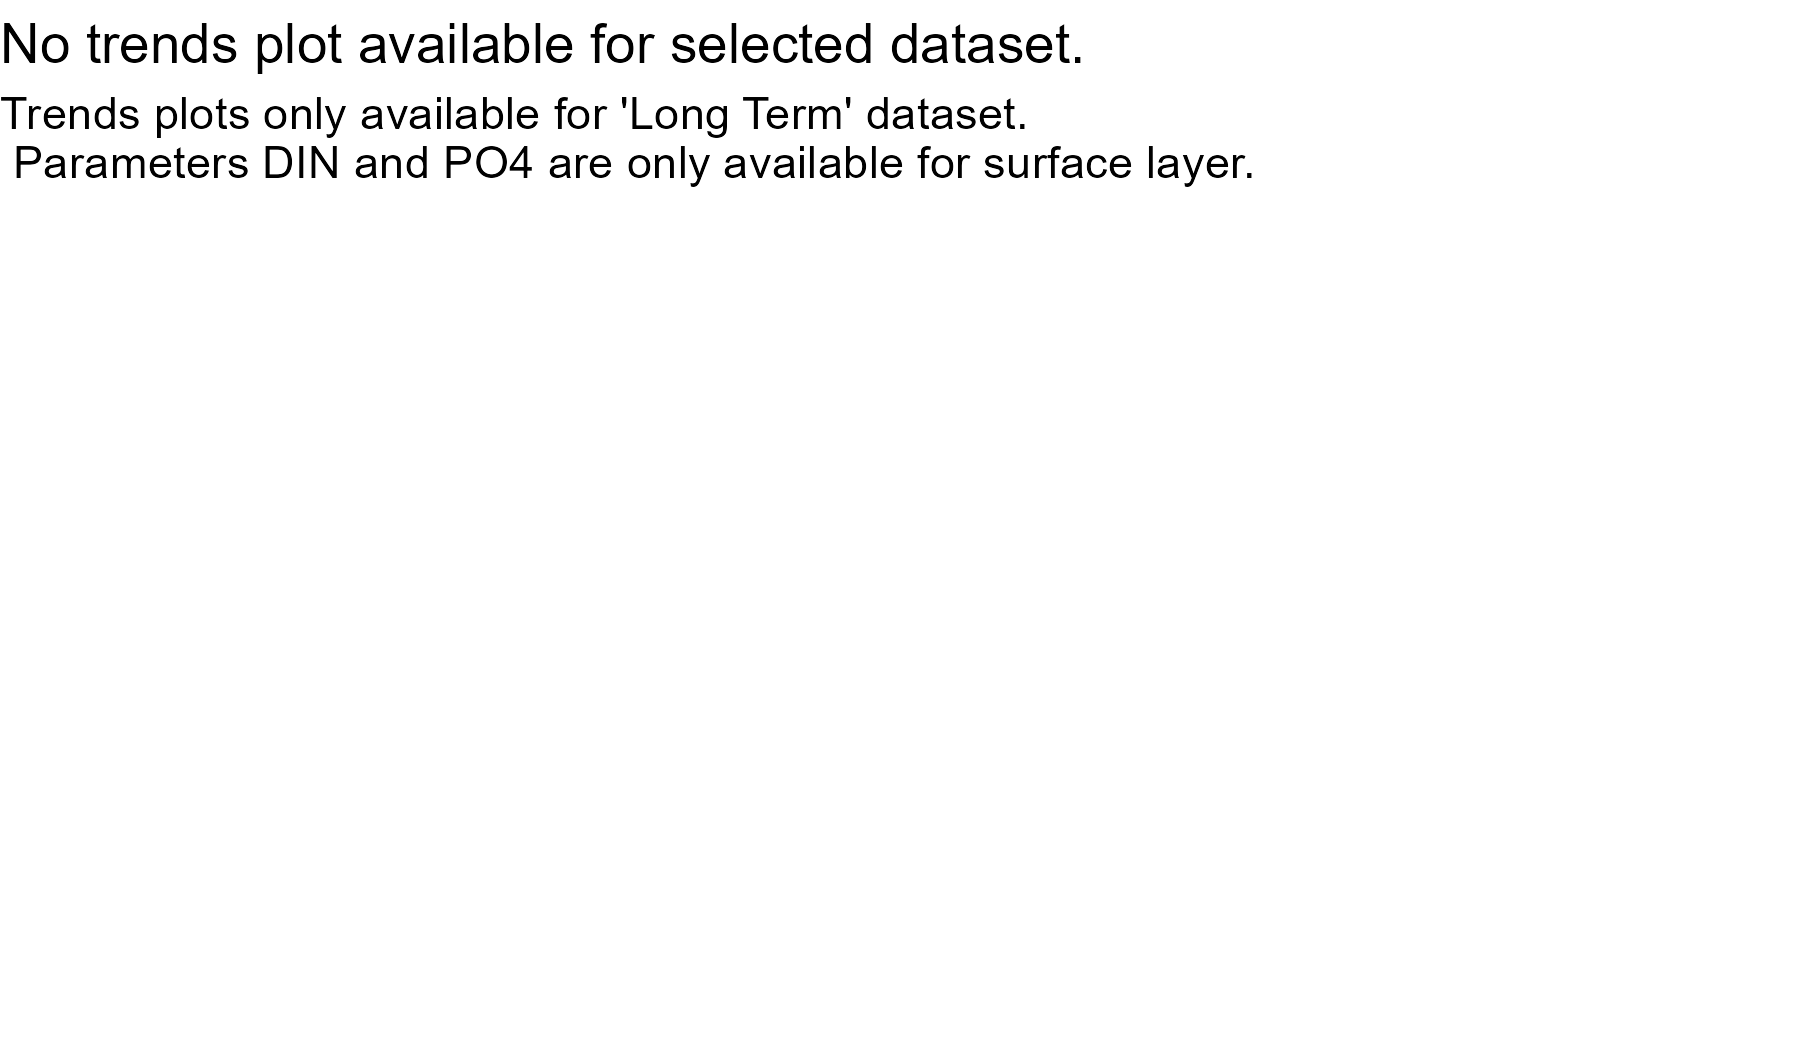 No trends plot available for selected dataset.
Trends plots only available for 'Long Term' dataset.
Parameters DIN and PO4 are only available for surface layer.